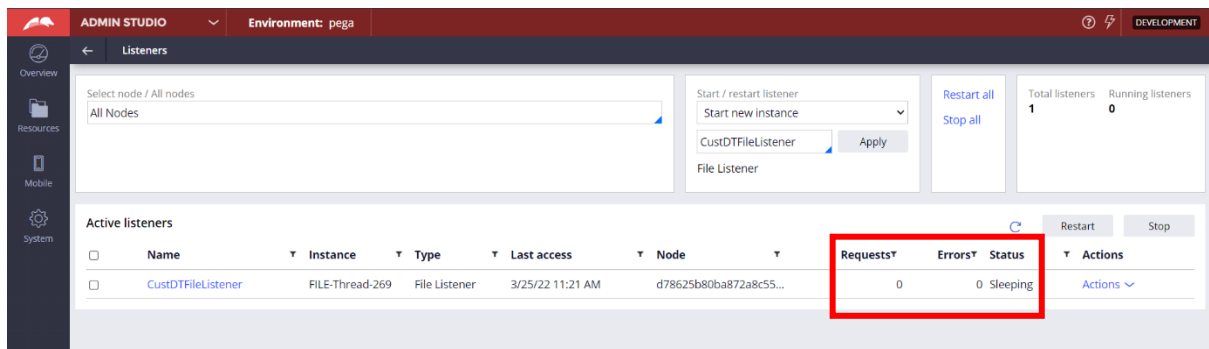 ADMIN STUDIO Environment: pega DEVELOPMENT
Listeners
Overview
Resources
Mobile
System
Select node / All nodes
All Nodes
Start / restart listener
Start new instance
CustDTFileListener Apply
File Listener
Restart all
Stop all
Total listeners Running listeners
1 0
Active listeners Restart Stop
Name Instance Type Last access Node Requests Errors Status Actions
CustDTFileListener FILE-Thread-269 File Listener 3/25/22 11:21 AM d78625b80ba872a8c55... 0 0 Sleeping Actions